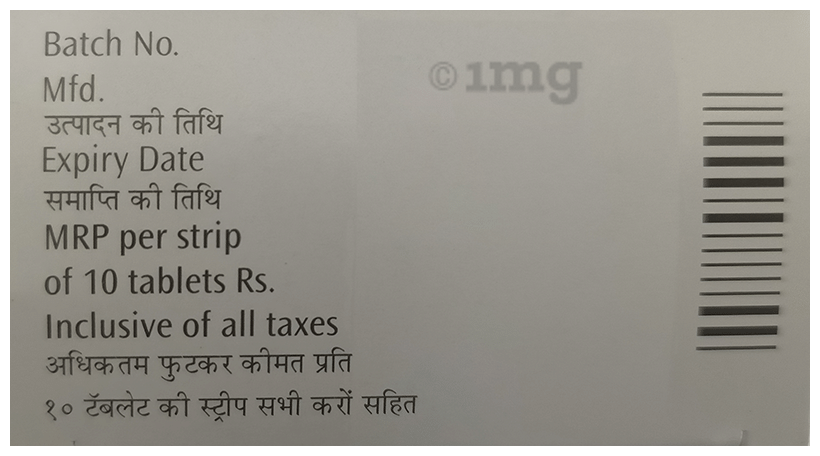 Batch No.
©1mg
Mfd.
उत्पादन की तिथि
Expiry Date
समाप्ति की तिथि
MRP per strip
of 10 tablets Rs.
Inclusive of all taxes
अधिकतम फुटकर कीमत प्रति
१० टॅबलेट की स्ट्रीप सभी करों सहित